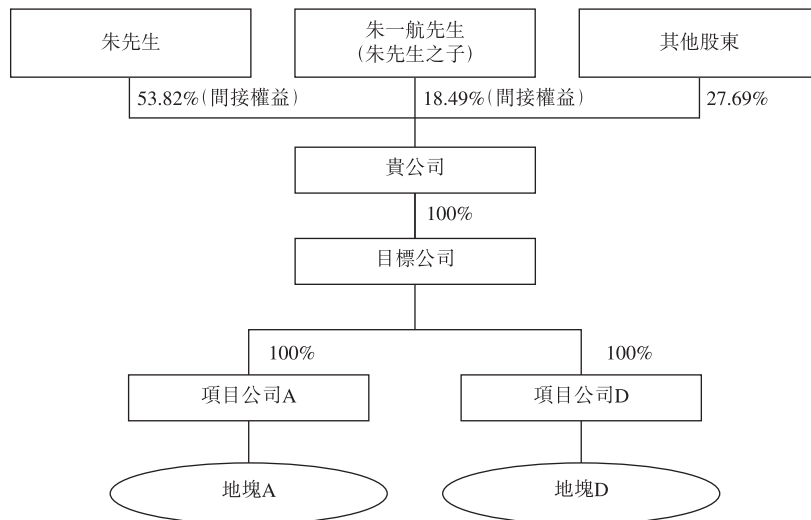 朱先生
朱一航先生
(朱先生之子)
其他股東
53.82%(間接權益)
18.49%(間接權益)
27.69%
貴公司
100%
目標公司
100%
100%
項目公司A
項目公司D
地塊A
地塊D